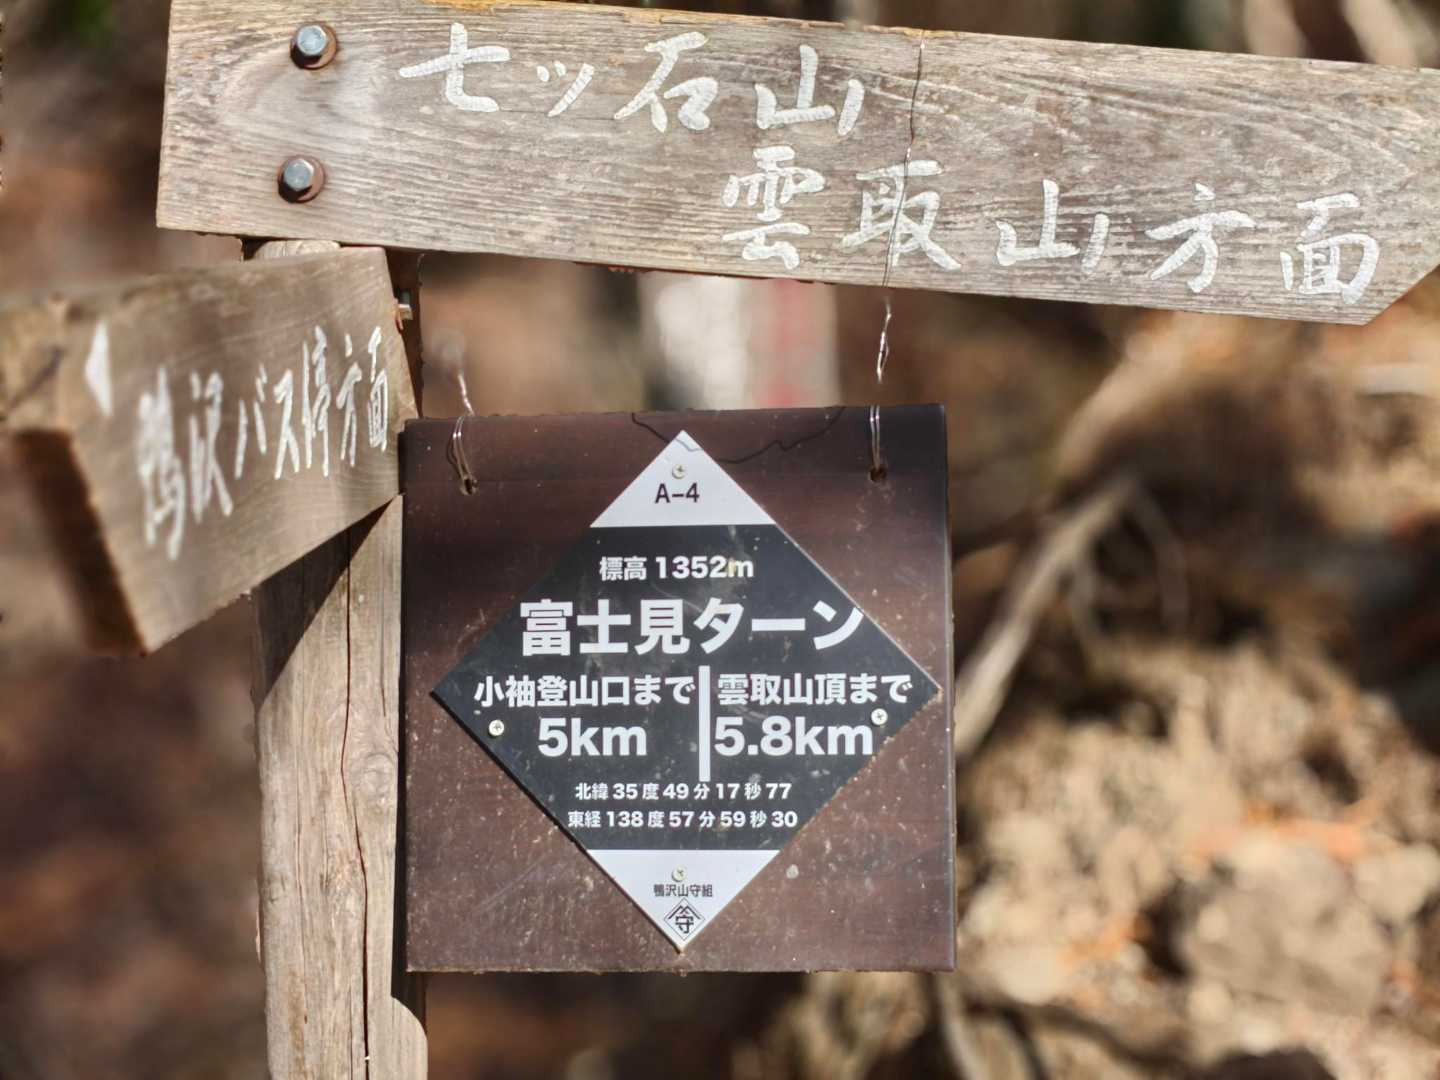 七ッ石山
雲取山方面
鴨沢バス停方面
A-4
標高 1352m
富士見ターン
小袖登山口まで
5km
雲取山頂まで
5.8km
北緯 35 度 49 分 17 秒 77
東経 138 度 57 分 59 秒 30
鴨沢山守組
守